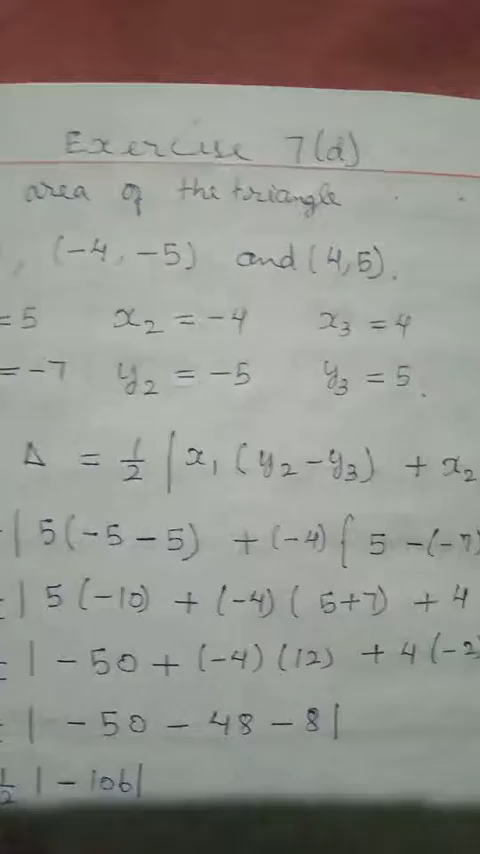 Exercise 7(d)
area of the triangle
, (-4, -5) and (4,5).
= 5 x₂ = -4 x₃ = 4
= -7 y₂ = -5 y₃ = 5.
Δ = 1/2 | x₁ (y₂ - y₃) + x₂
| 5(-5 - 5) + (-4) { 5 - (-7)
= | 5 (-10) + (-4) ( 5+7) + 4
= | - 50 + (-4) (12) + 4 (-2
= | - 50 - 48 - 8|
1/2 | - 106|